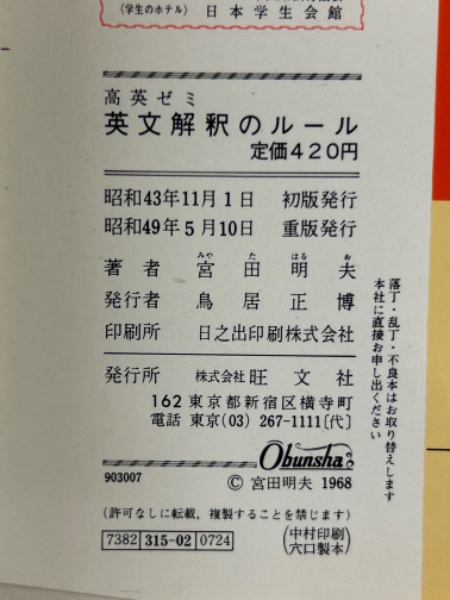 (学生のホテル) 日本学生会館
高英ゼミ
英文解釈のルール
定価420円
昭和43年11月1日 初版発行
昭和49年5月10日 重版発行
みや た はる お
著者 宮田明夫
発行者 鳥居正博
印刷所 日之出印刷株式会社
発行所 株式会社 旺文社
162 東京都新宿区横寺町
電話 東京(03) 267-1111〔代〕
Obunsha
903007
© 宮田明夫 1968
(許可なしに転載,複製することを禁じます)
7382 315-02 0724
(中村印刷
穴口製本)
落丁・乱丁・不良本はお取り替えします
本社に直接お申し出ください